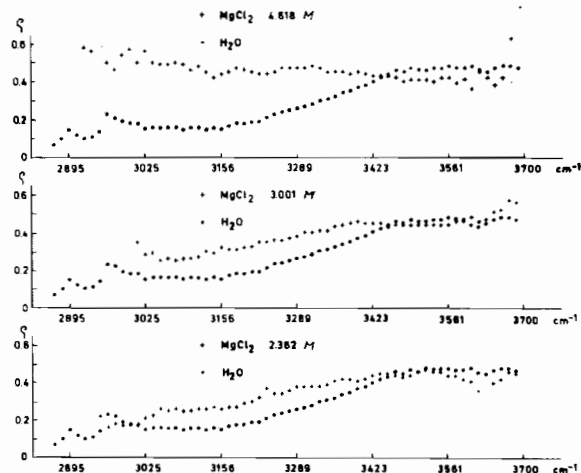 ρ
+ MgCl2 4.618 M
· H2O
0.6
0.4
0.2
0
2895 3025 3156 3289 3423 3561 3700 cm-1
ρ
+ MgCl2 3.001 M
· H2O
0.6
0.4
0.2
0
2895 3025 3156 3289 3423 3561 3700 cm-1
ρ
+ MgCl2 2.362 M
· H2O
0.6
0.4
0.2
0
2895 3025 3156 3289 3423 3561 3700 cm-1